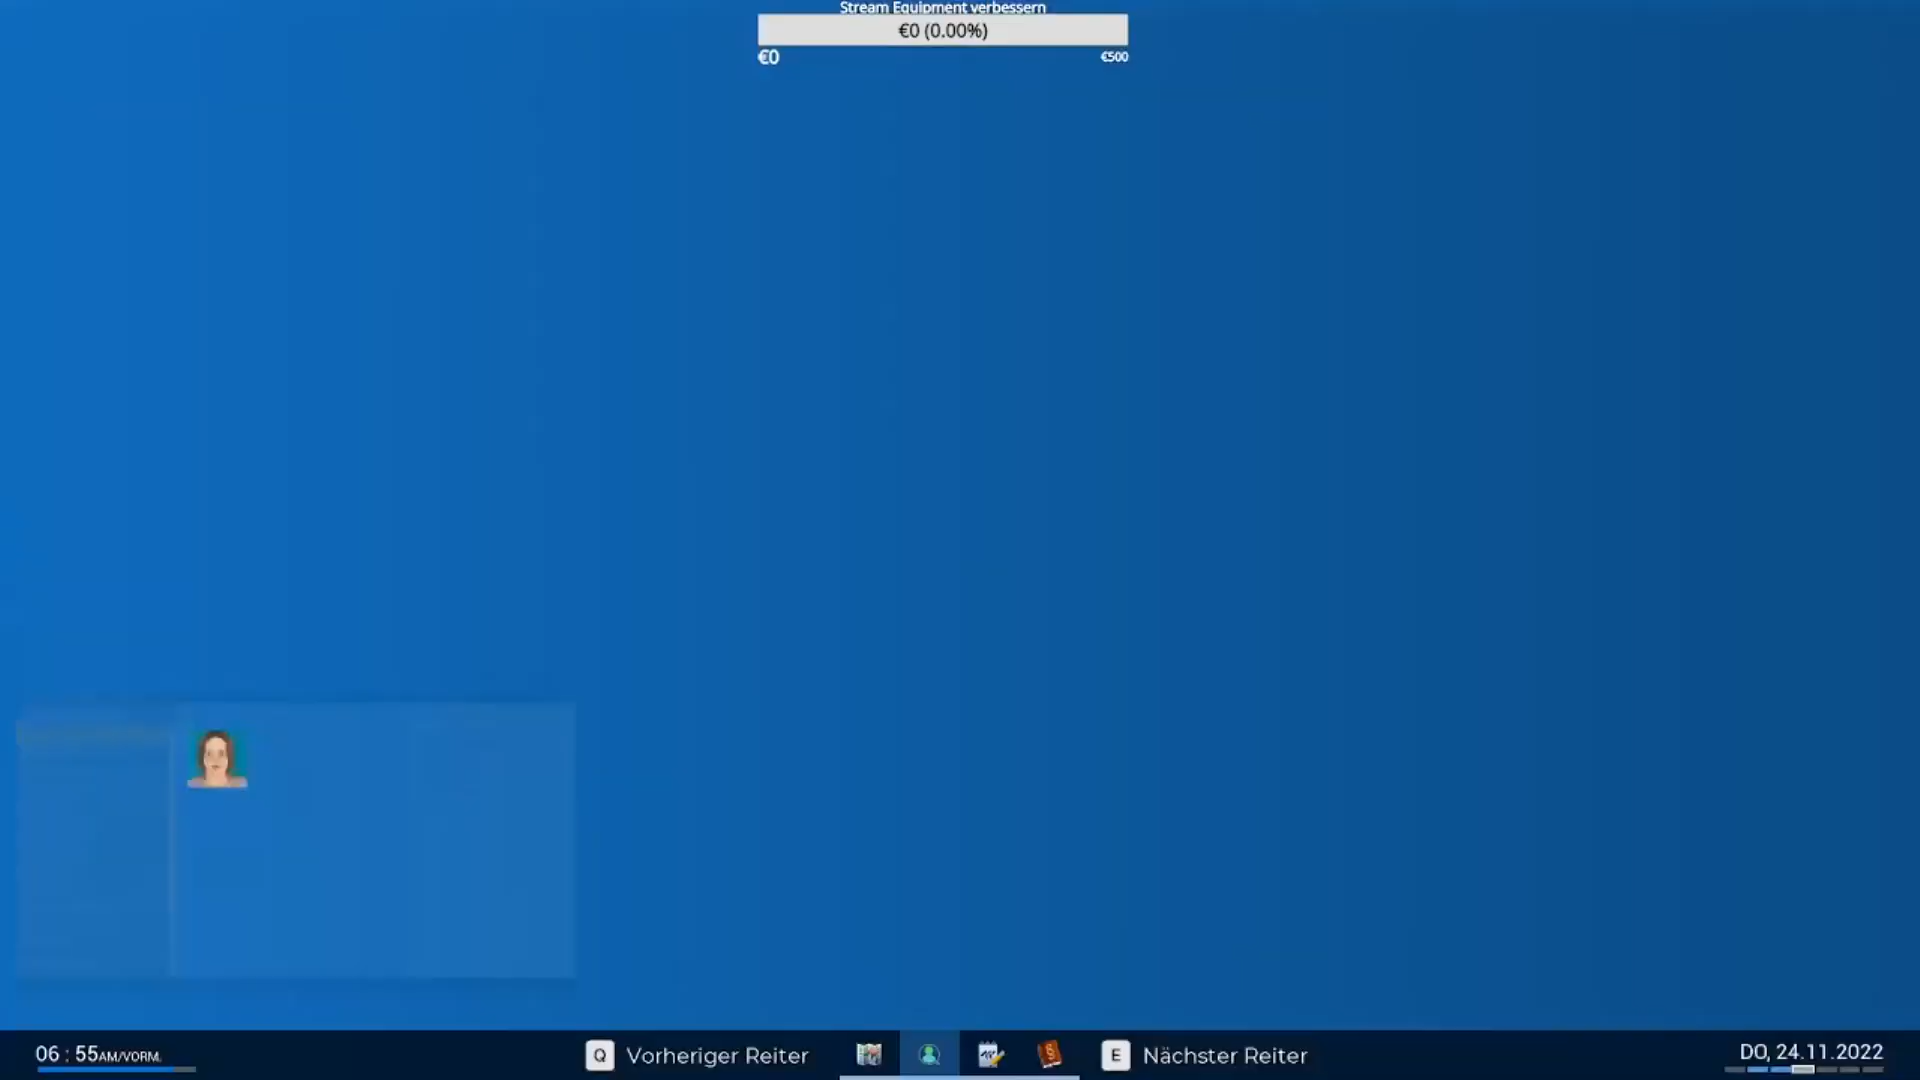 Stream Equipment verbessern
€0 (0.00%)
€0 €500
06 : 55AM/VORM. Q Vorheriger Reiter E Nächster Reiter DO, 24.11.2022